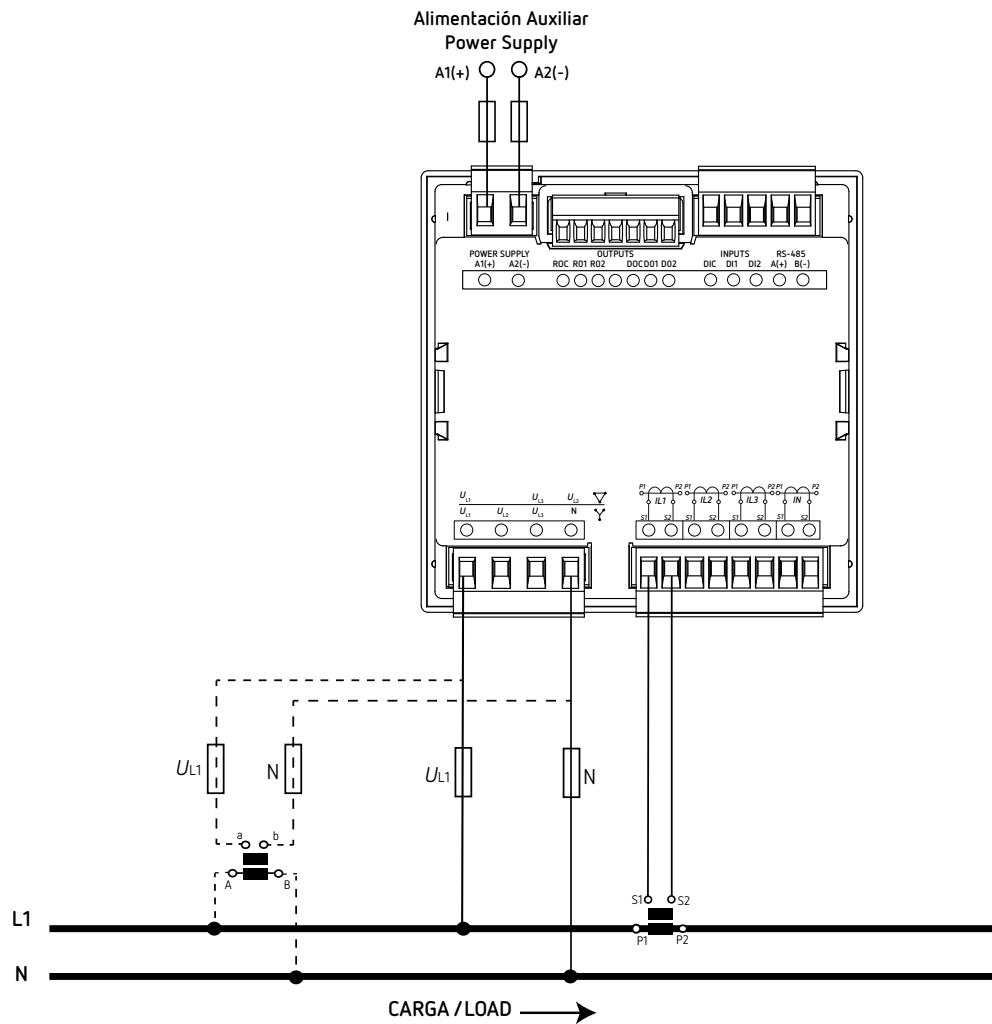 Alimentación Auxiliar
Power Supply
A1(+) A2(-)
POWER SUPPLY OUTPUTS INPUTS RS-485
A1(+) A2(-) ROC RO1 RO2 DOC DO1 DO2 DIC DI1 DI2 A(+) B(-)
P1 P2 P1 P2 P1 P2 P1 P2
IL1 IL2 IL3 IN
UL1 UL3 UL2
UL1 UL2 UL3 N
S1 S2 S1 S2 S1 S2 S1 S2
UL1 N UL1 N
a b
A B
S1 S2
L1
P1 P2
N
CARGA / LOAD